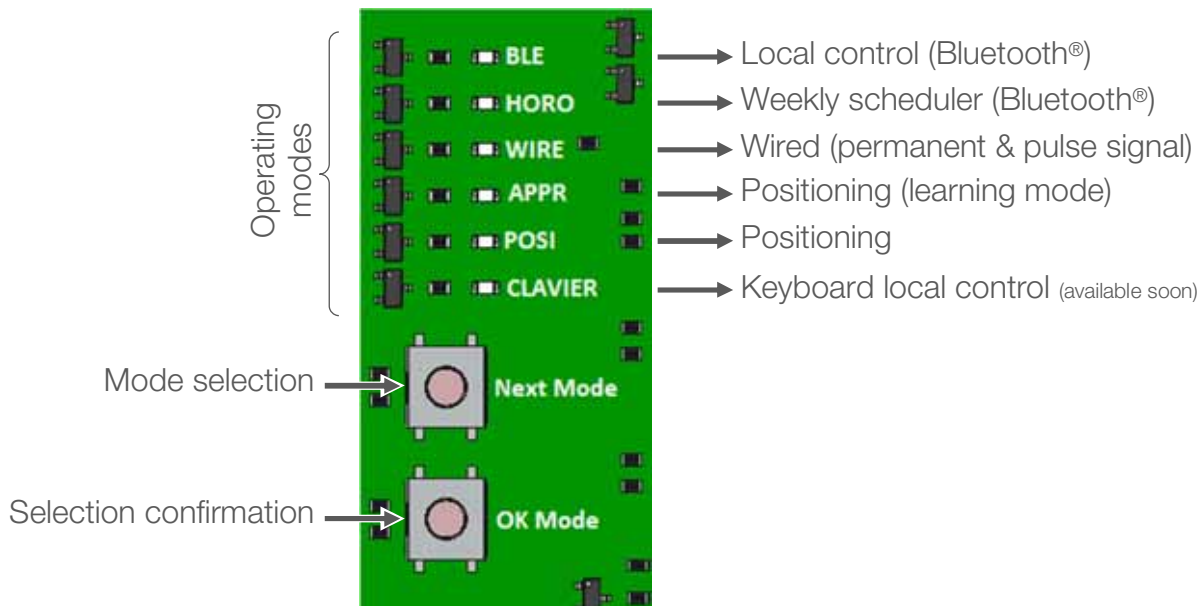 Operating
modes
BLE
Local control (Bluetooth®)
HORO
Weekly scheduler (Bluetooth®)
WIRE
Wired (permanent & pulse signal)
APPR
Positioning (learning mode)
POSI
Positioning
CLAVIER
Keyboard local control (available soon)
Mode selection
Next Mode
Selection confirmation
OK Mode